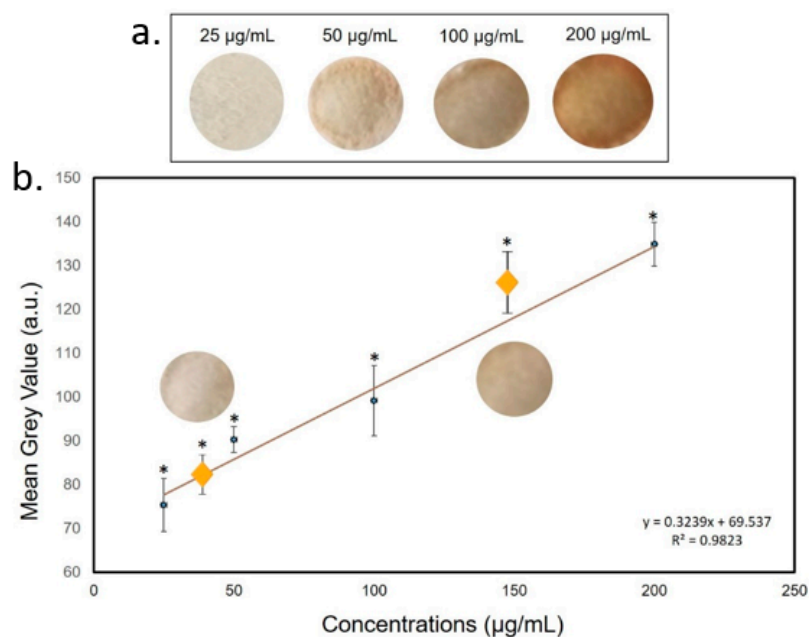 a.
25 µg/mL 50 µg/mL 100 µg/mL 200 µg/mL
b.
150
140
130
120
110
100
90
80
70
60
Mean Grey Value (a.u.)
* * * * * *
y = 0.3239x + 69.537
R² = 0.9823
0 50 100 150 200 250
Concentrations (µg/mL)